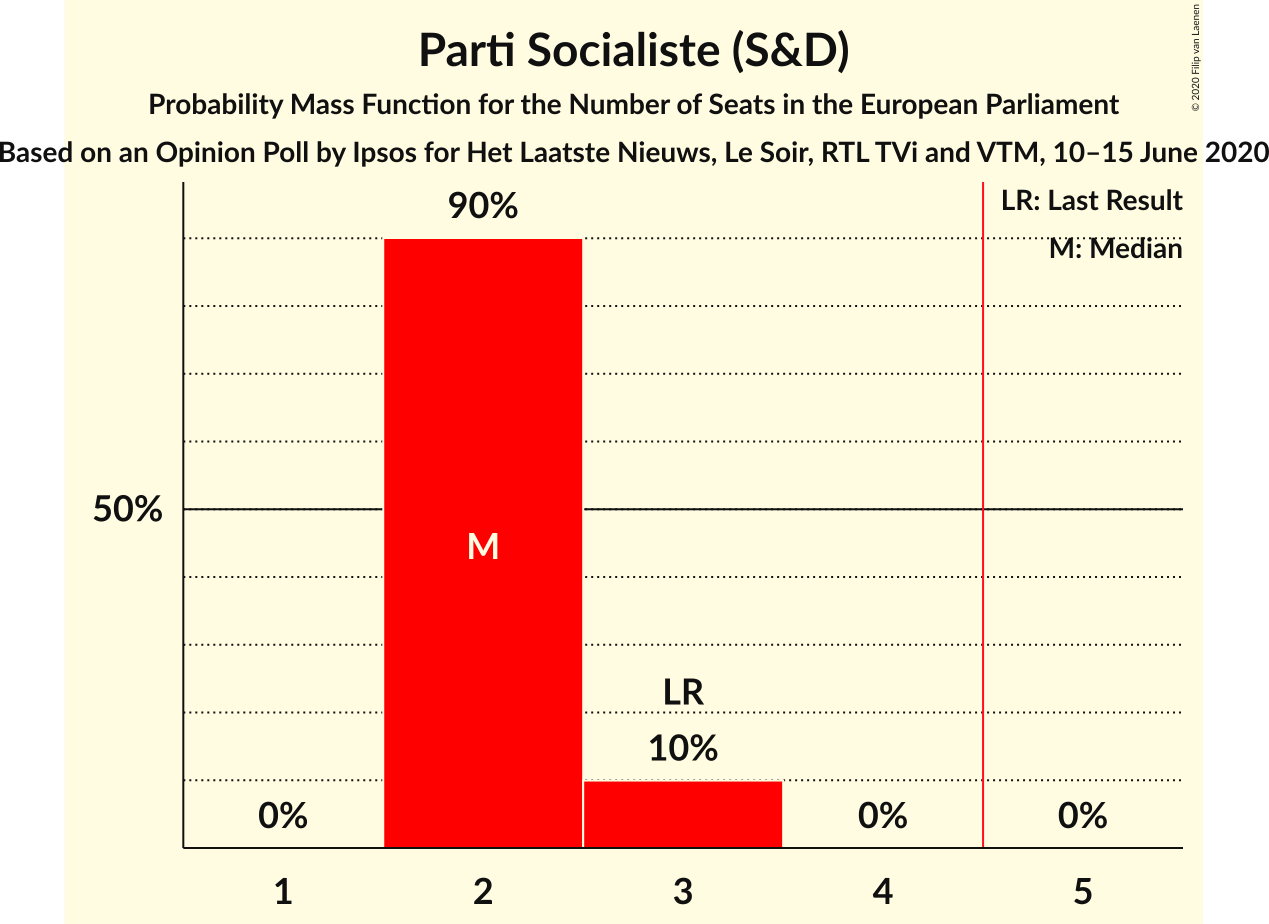 Parti Socialiste (S&D)
Probability Mass Function for the Number of Seats in the European Parliament
Based on an Opinion Poll by Ipsos for Het Laatste Nieuws, Le Soir, RTL TVi and VTM, 10–15 June 2020
© 2020 Filip van Laenen
LR: Last Result
M: Median
90%
50%
M
LR
10%
0%
0%
0%
1
2
3
4
5